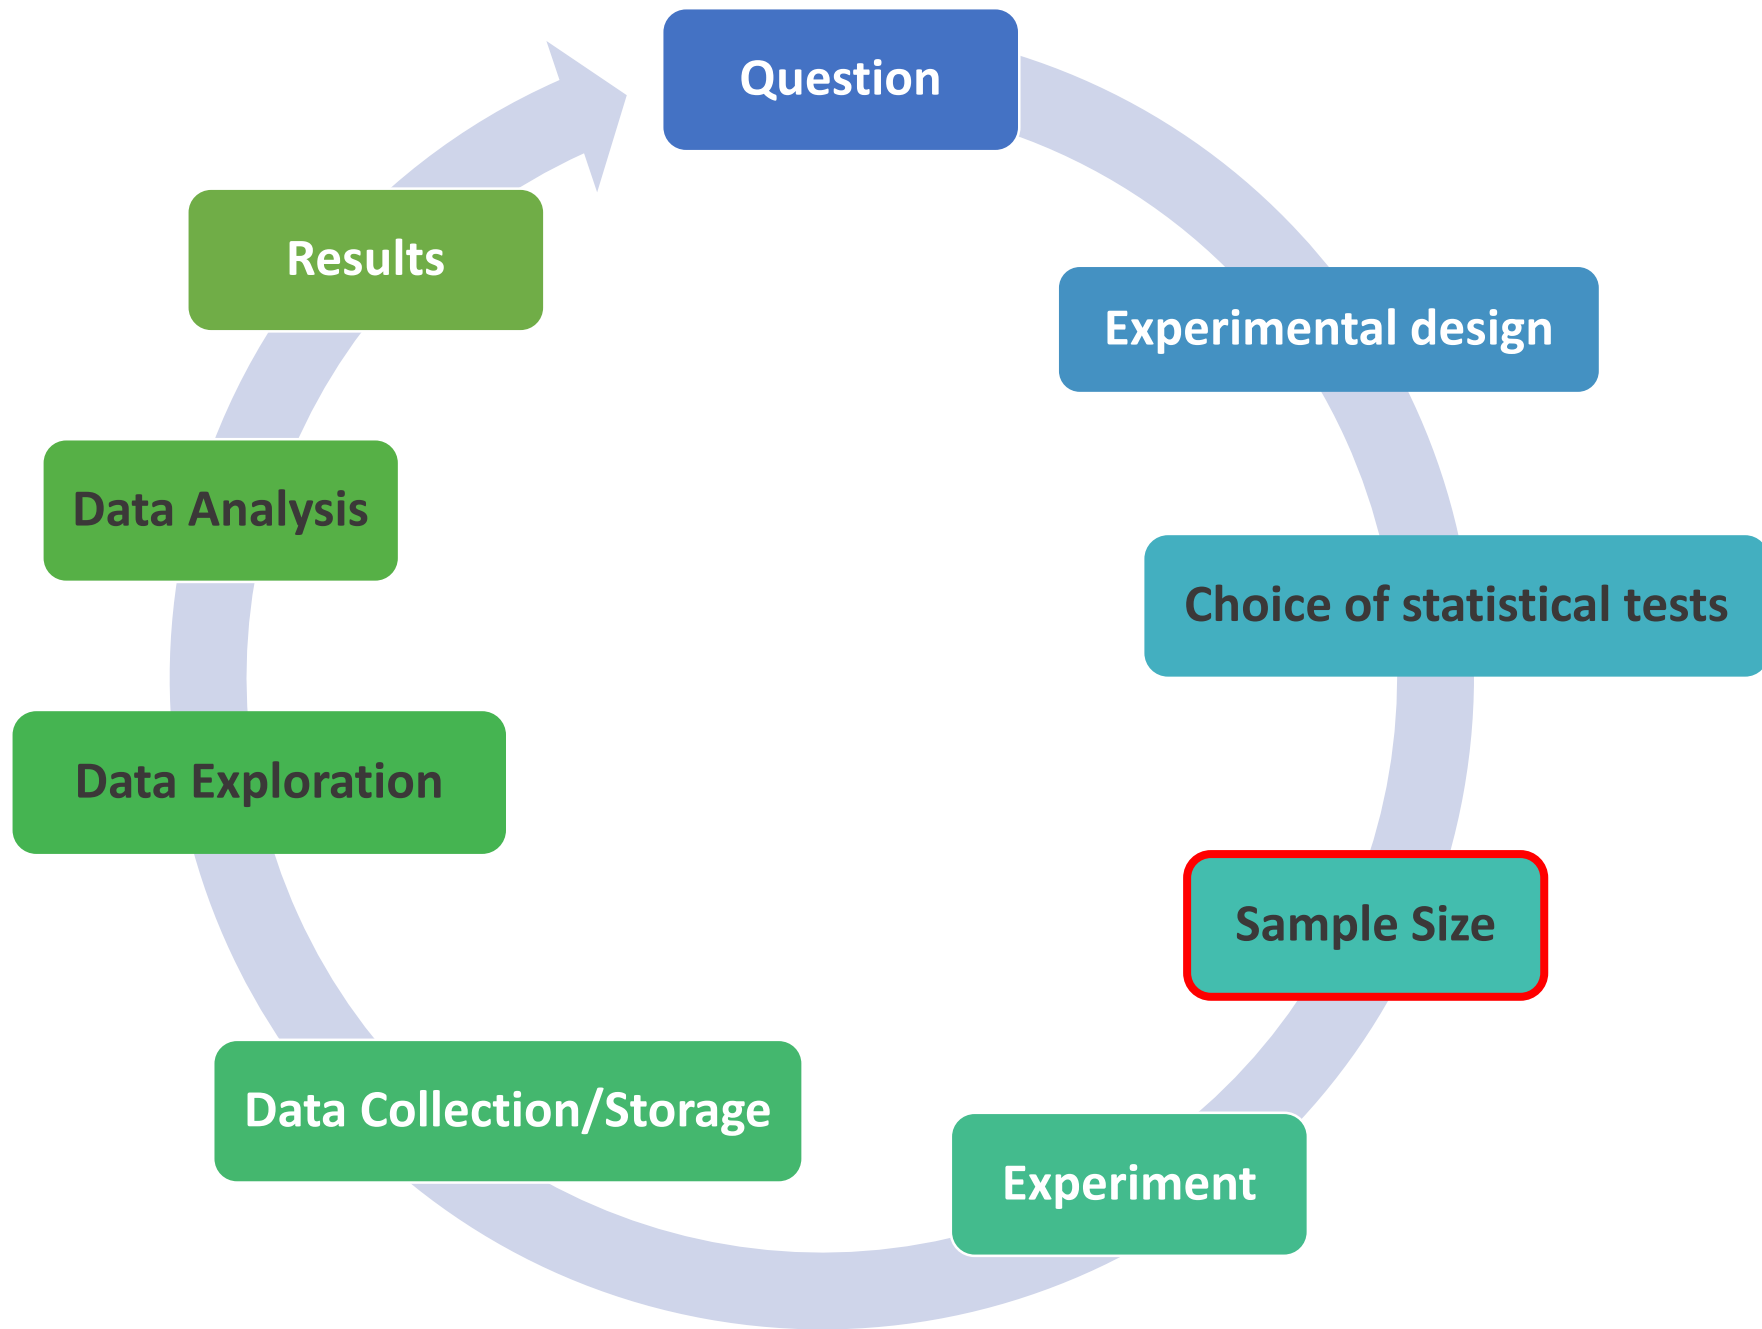 Question
Experimental design
Choice of statistical tests
Sample Size
Experiment
Data Collection/Storage
Data Exploration
Data Analysis
Results